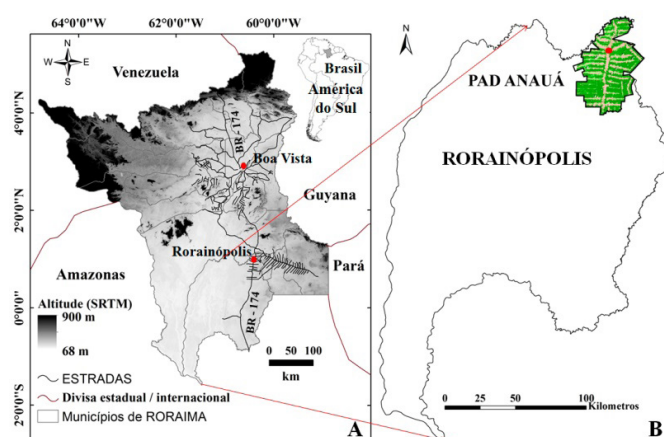 64°0'0"W
62°0'0"W
60°0'0"W
N
W
E
S
Venezuela
Brasil
América
do Sul
4°0'0"N
2°0'0"N
0°0'0"
2°0'0"S
BR-174
Boa Vista
Guyana
Rorainópolis
Amazonas
Pará
BR - 174
Altitude (SRTM)
900 m
68 m
0
50
100
km
ESTRADAS
Divisa estadual / internacional
Municípios de RORAIMA
A
B
N
PAD ANAUÁ
RORAINÓPOLIS
0
25
50
100
Kilometros
B